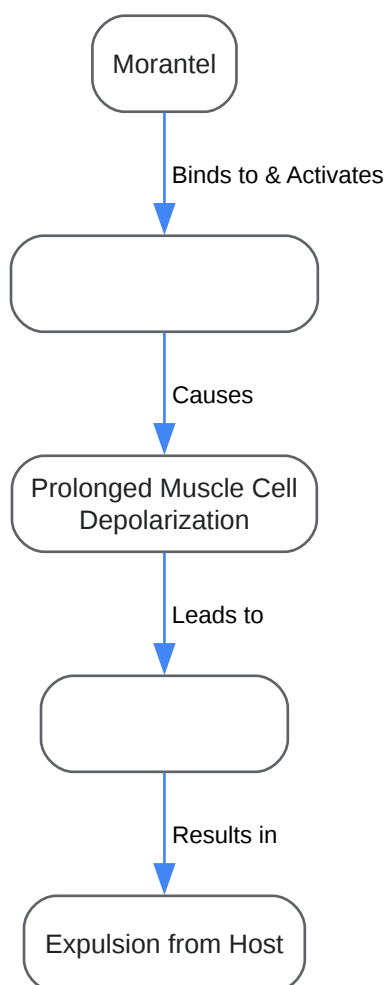 Morantel
Binds to & Activates
Causes
Prolonged Muscle Cell
Depolarization
Leads to
Results in
Expulsion from Host